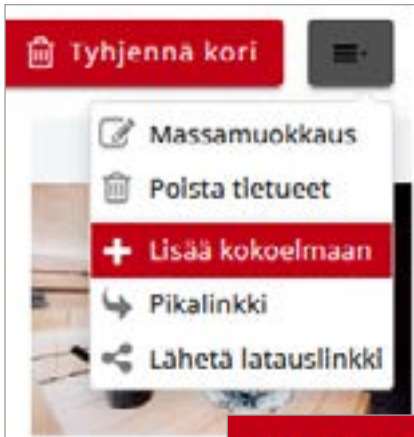 Tyhjennä kori
Massamuokkaus
Poista tietueet
Lisää kokoelmaan
Pikalinkki
Lähetä latauslinkki